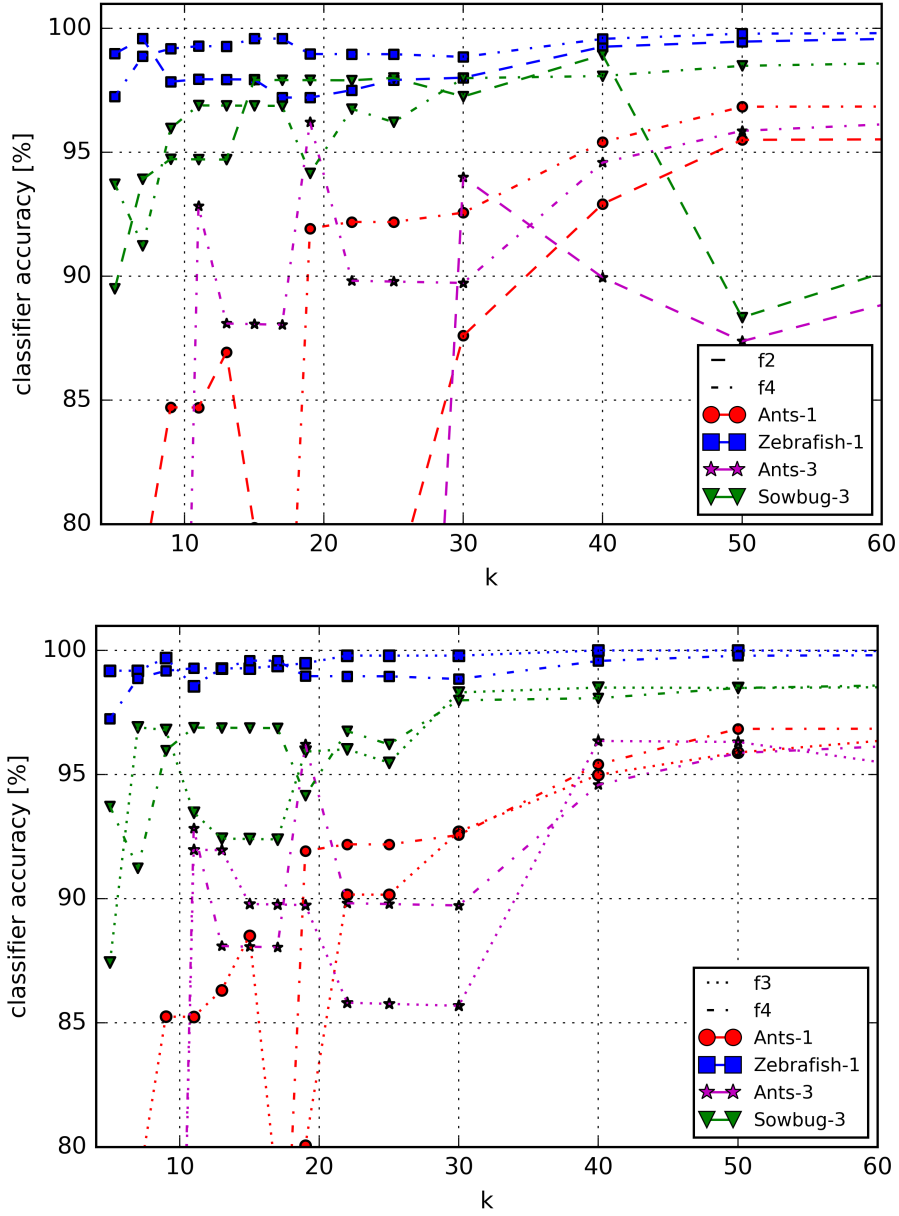 100
95
90
85
80
classifier accuracy [%]
10
20
30
40
50
60
k
f2
f4
Ants-1
Zebrafish-1
Ants-3
Sowbug-3
100
95
90
85
80
classifier accuracy [%]
10
20
30
40
50
60
k
f3
f4
Ants-1
Zebrafish-1
Ants-3
Sowbug-3